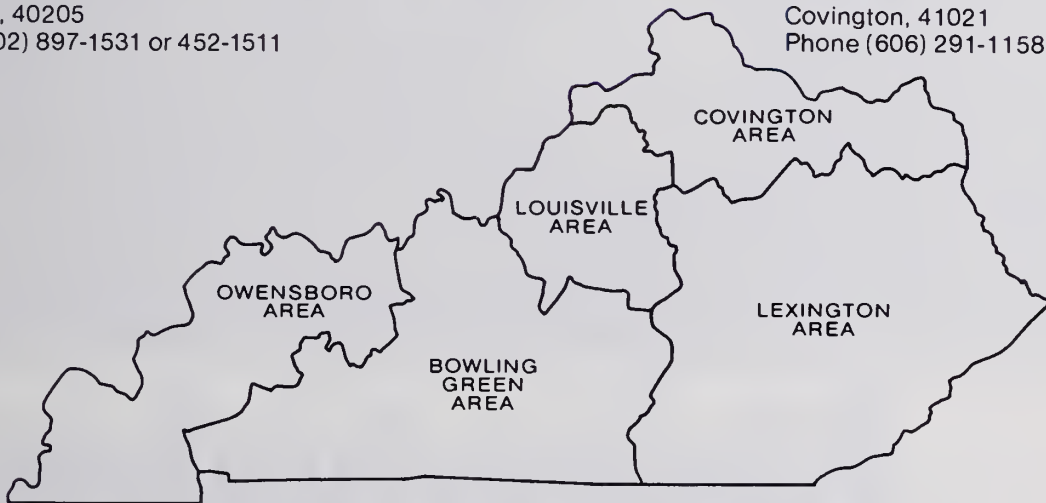 , 40205
02) 897-1531 or 452-1511
Covington, 41021
Phone (606) 291-1158
COVINGTON
AREA
LOUISVILLE
AREA
OWENSBORO
AREA
LEXINGTON
AREA
BOWLING
GREEN
AREA